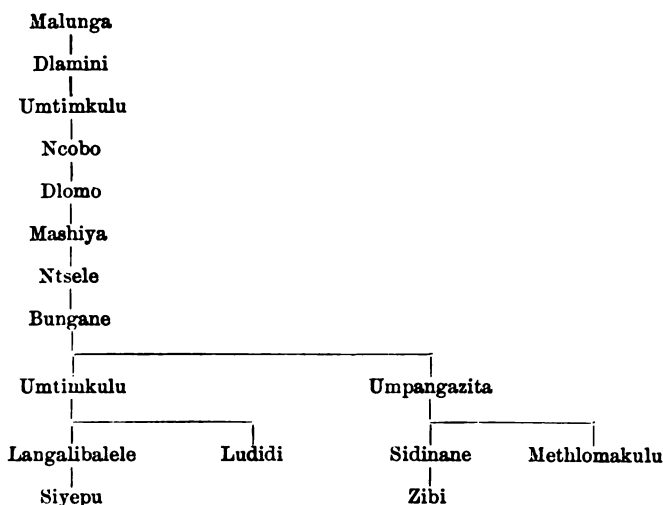 Malunga
Dlamini
Umtimkulu
Ncobo
Dlomo
Mashiya
Ntsele
Bungane
Umtimkulu Umpangazita
Langalibalele Ludidi Sidinane Methlomakulu
Siyepu Zibi